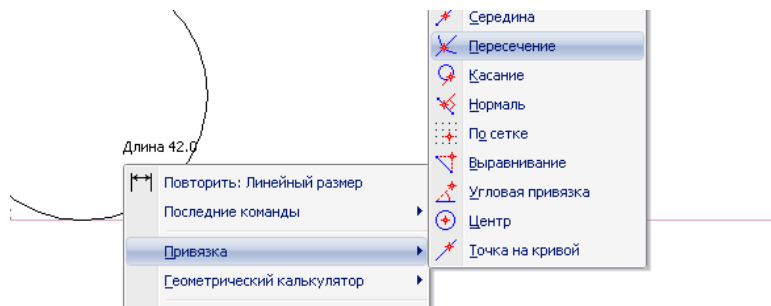 Середина
Пересечение
Касание
Нормаль
По сетке
Выравнивание
Угловая привязка
Центр
Точка на кривой
Длина 42.0
Повторить: Линейный размер
Последние команды
Привязка
Геометрический калькулятор